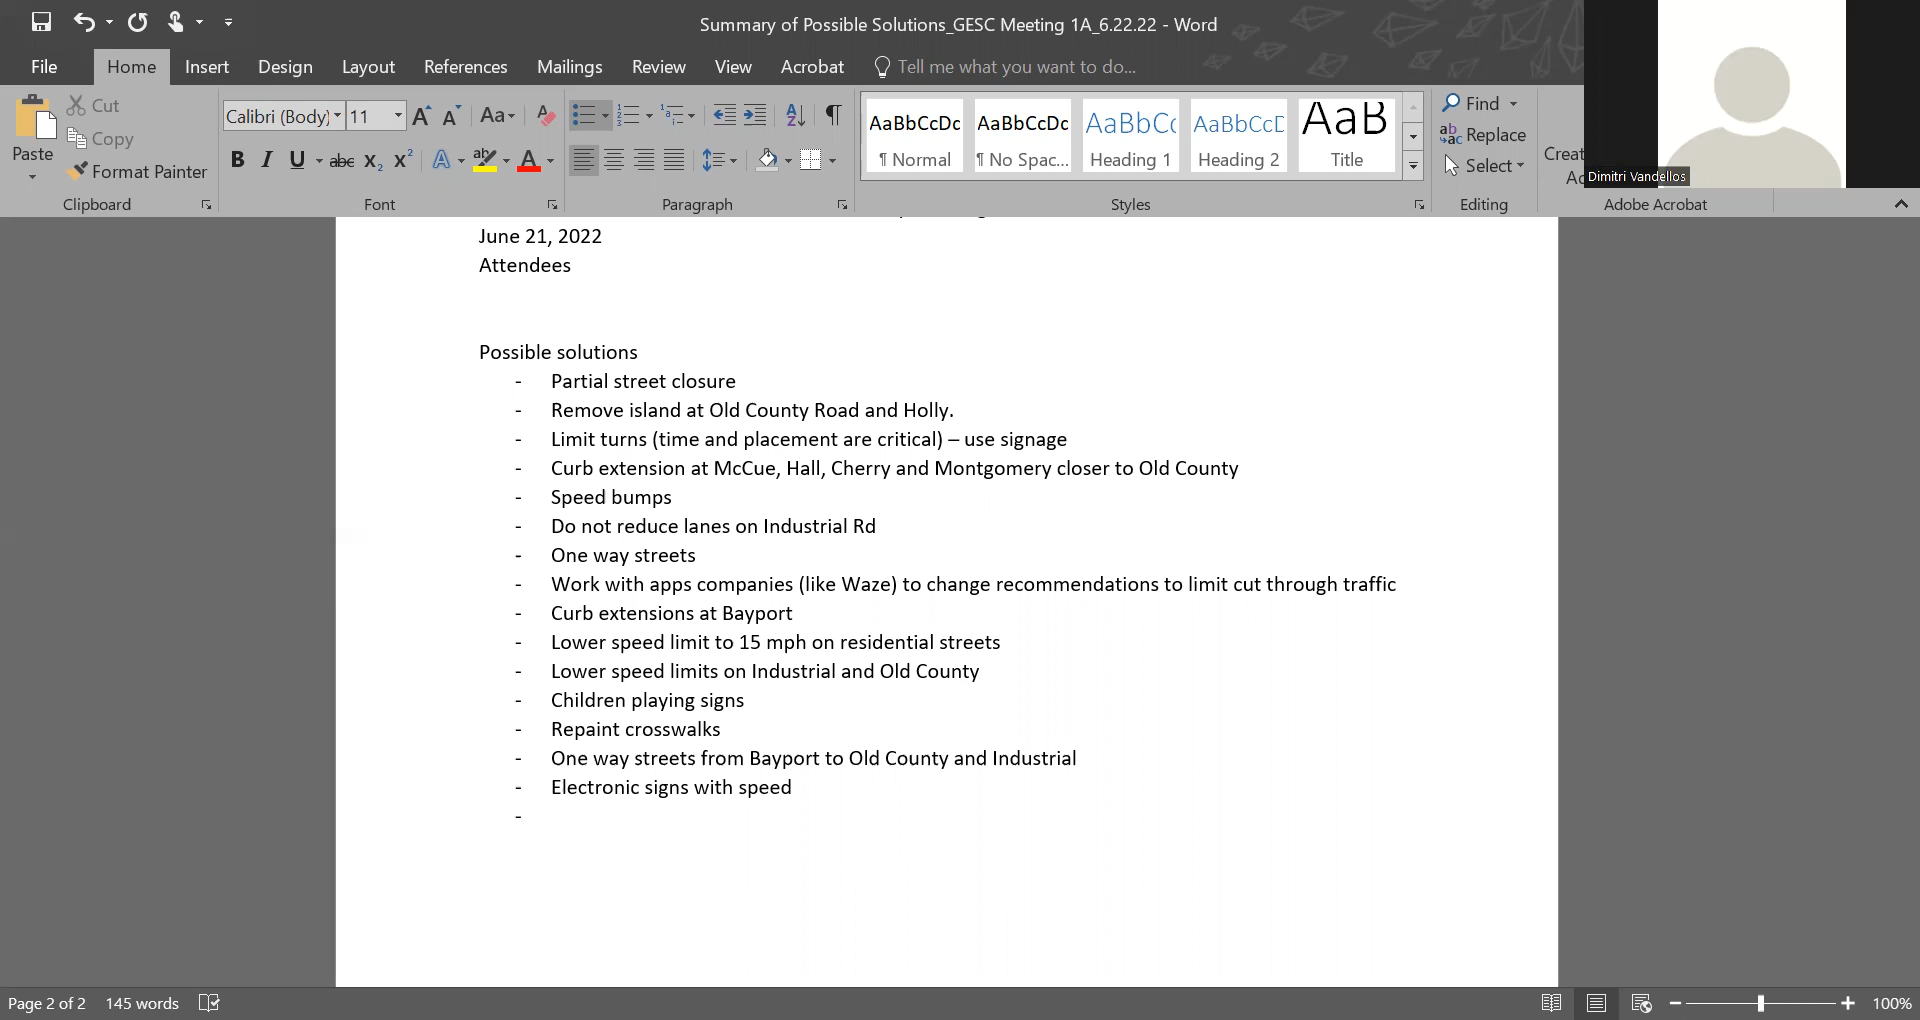 Summary of Possible Solutions_GESC Meeting 1A_6.22.22 - Word
File Home Insert Design Layout References Mailings Review View Acrobat Tell me what you want to do...
Paste
Cut
Copy
Format Painter
Clipboard
Calibri (Body) 11
Font
Paragraph
AaBbCcDc AaBbCcDc AaBbC AaBbCcD AaB
¶ Normal ¶ No Spac... Heading 1 Heading 2 Title
Styles
Find
Replace
Select
Editing
Adobe Acrobat
Dimitri Vandellos
June 21, 2022
Attendees
Possible solutions
- Partial street closure
- Remove island at Old County Road and Holly.
- Limit turns (time and placement are critical) – use signage
- Curb extension at McCue, Hall, Cherry and Montgomery closer to Old County
- Speed bumps
- Do not reduce lanes on Industrial Rd
- One way streets
- Work with apps companies (like Waze) to change recommendations to limit cut through traffic
- Curb extensions at Bayport
- Lower speed limit to 15 mph on residential streets
- Lower speed limits on Industrial and Old County
- Children playing signs
- Repaint crosswalks
- One way streets from Bayport to Old County and Industrial
- Electronic signs with speed
-
Page 2 of 2 145 words 100%